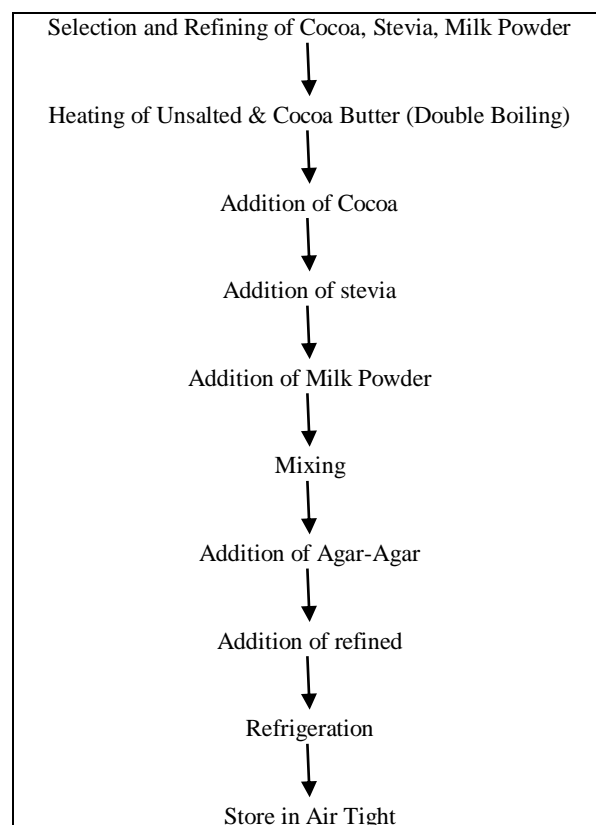 Selection and Refining of Cocoa, Stevia, Milk Powder
Heating of Unsalted & Cocoa Butter (Double Boiling)
Addition of Cocoa
Addition of stevia
Addition of Milk Powder
Mixing
Addition of Agar-Agar
Addition of refined
Refrigeration
Store in Air Tight